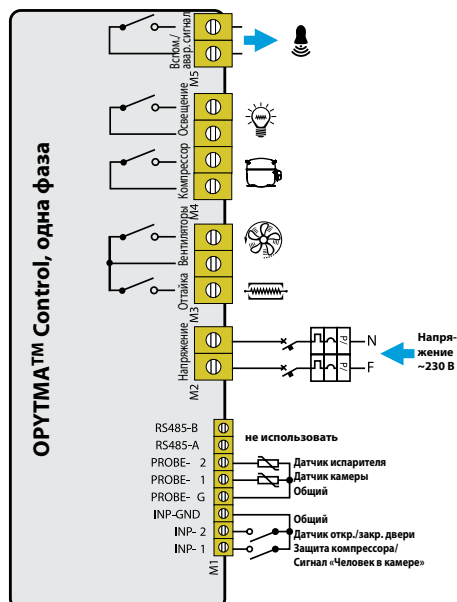 OPYTMA™ Control, одна фаза
Вспом./
авар. сигнал
M5
Освещение
Компрессор
M4
Вентиляторы
Оттайка
M3
Напряжение
M2
P/
N
P/
F
Напря-
жение
~230 В
RS485-B
RS485-A
не использовать
PROBE- 2
Датчик испарителя
PROBE- 1
Датчик камеры
PROBE- G
Общий
INP-GND
Общий
INP- 2
Датчик откр./закр. двери
INP- 1
Защита компрессора/
Сигнал «Человек в камере»
M1